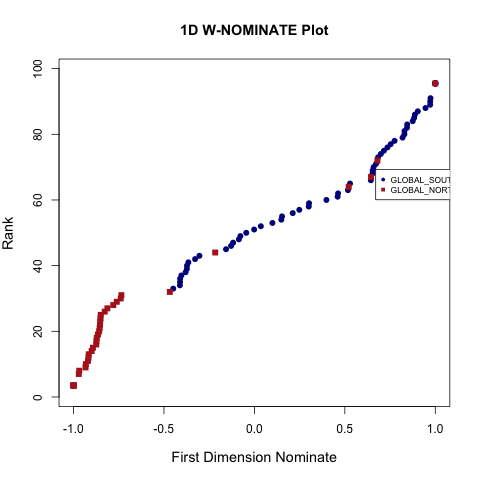 1D W-NOMINATE Plot
Rank
100
80
60
40
20
0
GLOBAL_SOUT
GLOBAL_NORT
-1.0 -0.5 0.0 0.5 1.0
First Dimension Nominate